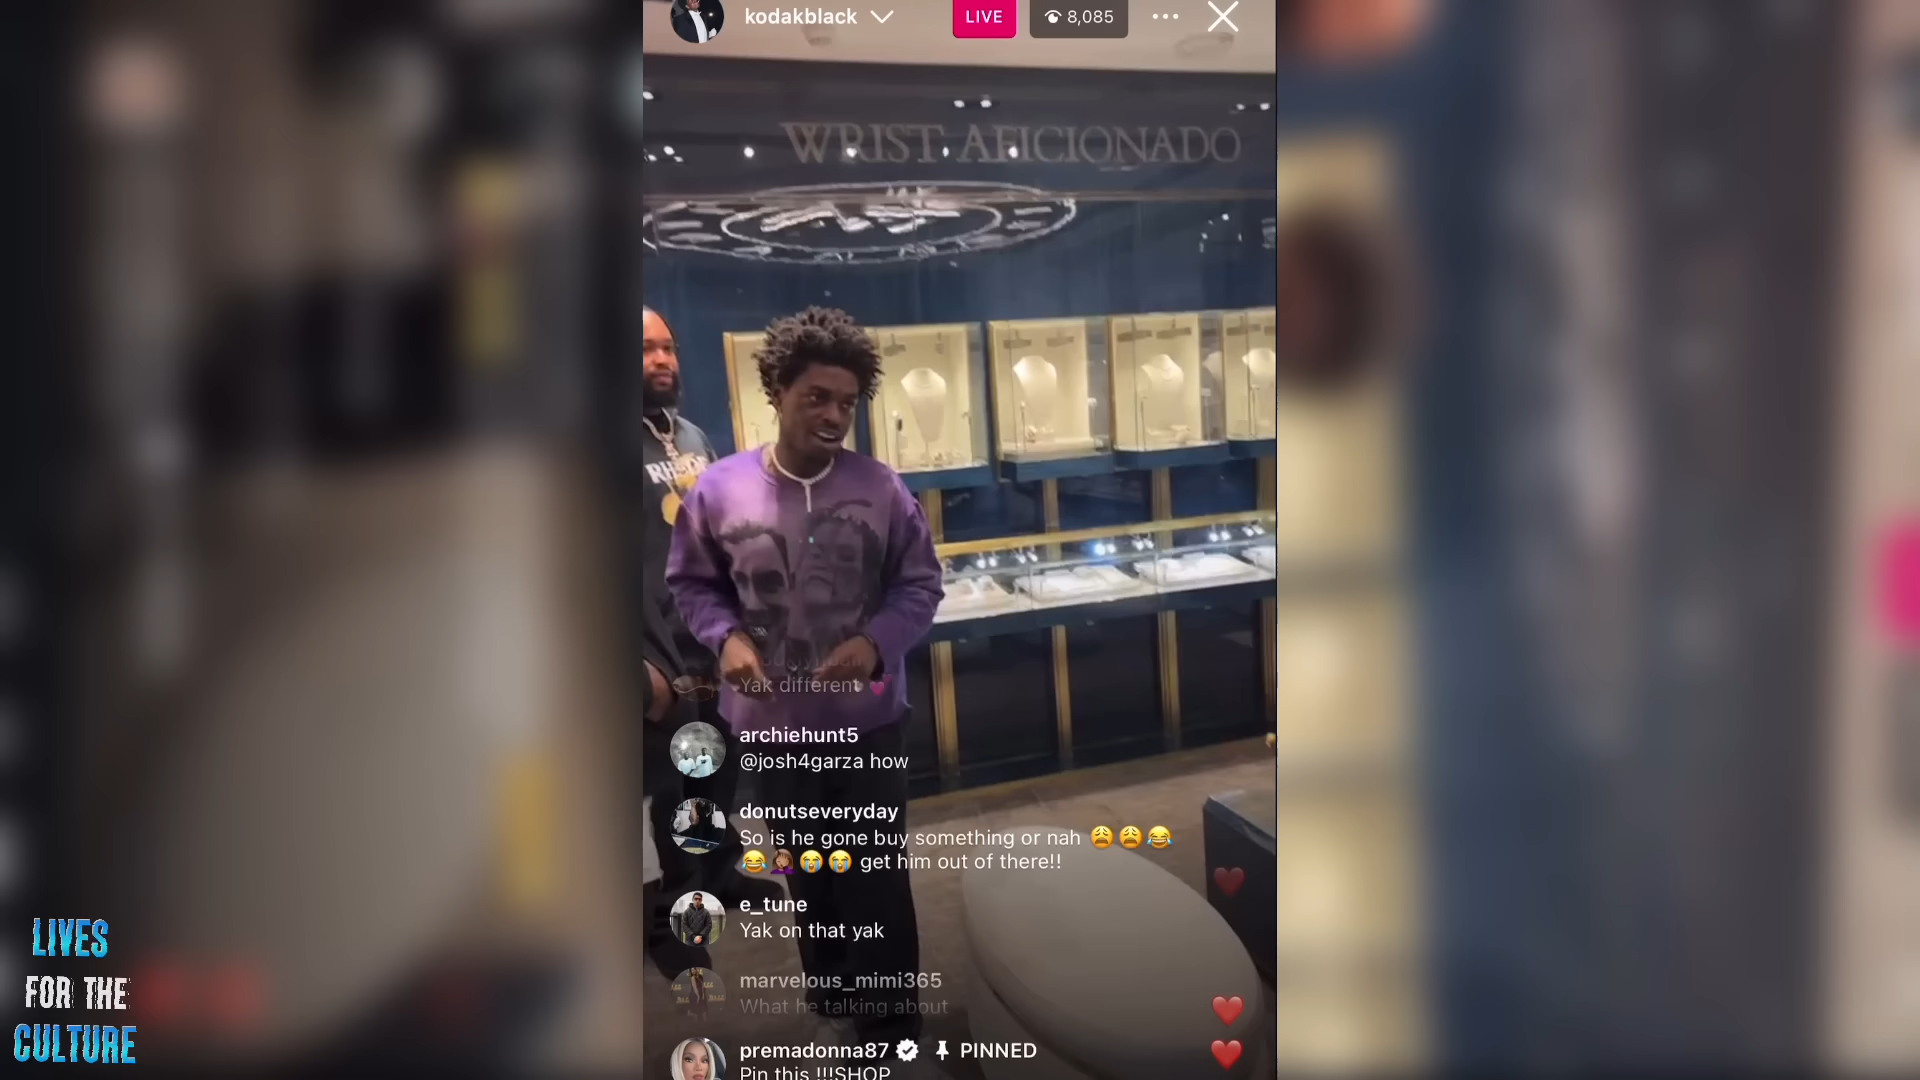 kodakblack
LIVE
8,085
WRIST AFICIONADO
Yak different
archiehunt5
@josh4garza how
donutseveryday
So is he gone buy something or nah 😩😩😂
😂🤦🏽‍♀️😭😭 get him out of there!!
e_tune
Yak on that yak
marvelous_mimi365
What he talking about
premadonna87 PINNED
Pin this !!!SHOP
LIVES
FOR THE
CULTURE